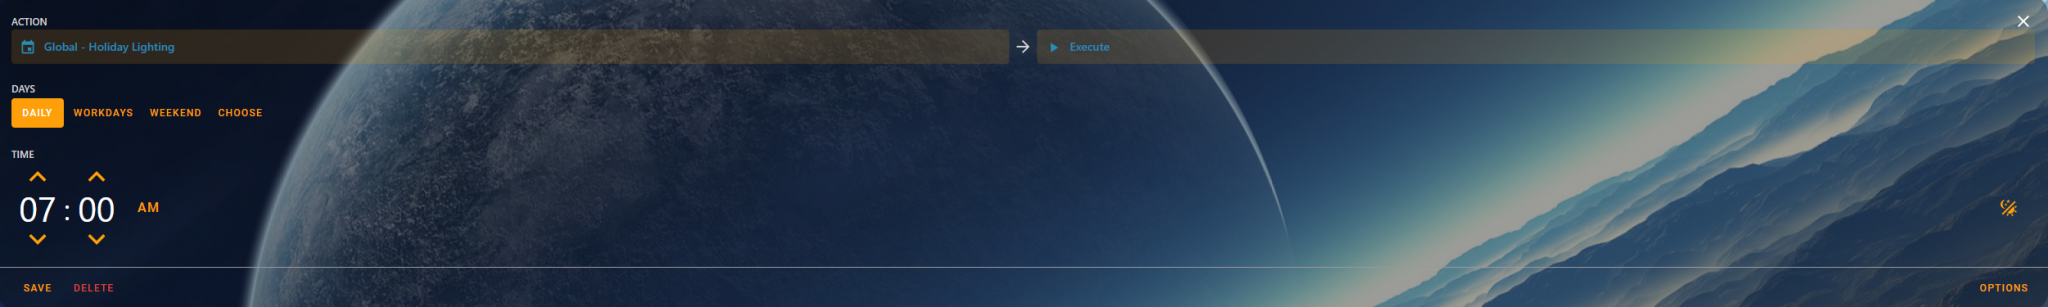 ACTION
Global - Holiday Lighting
Execute
DAYS
DAILY WORKDAYS WEEKEND CHOOSE
TIME
07 : 00 AM
SAVE DELETE OPTIONS